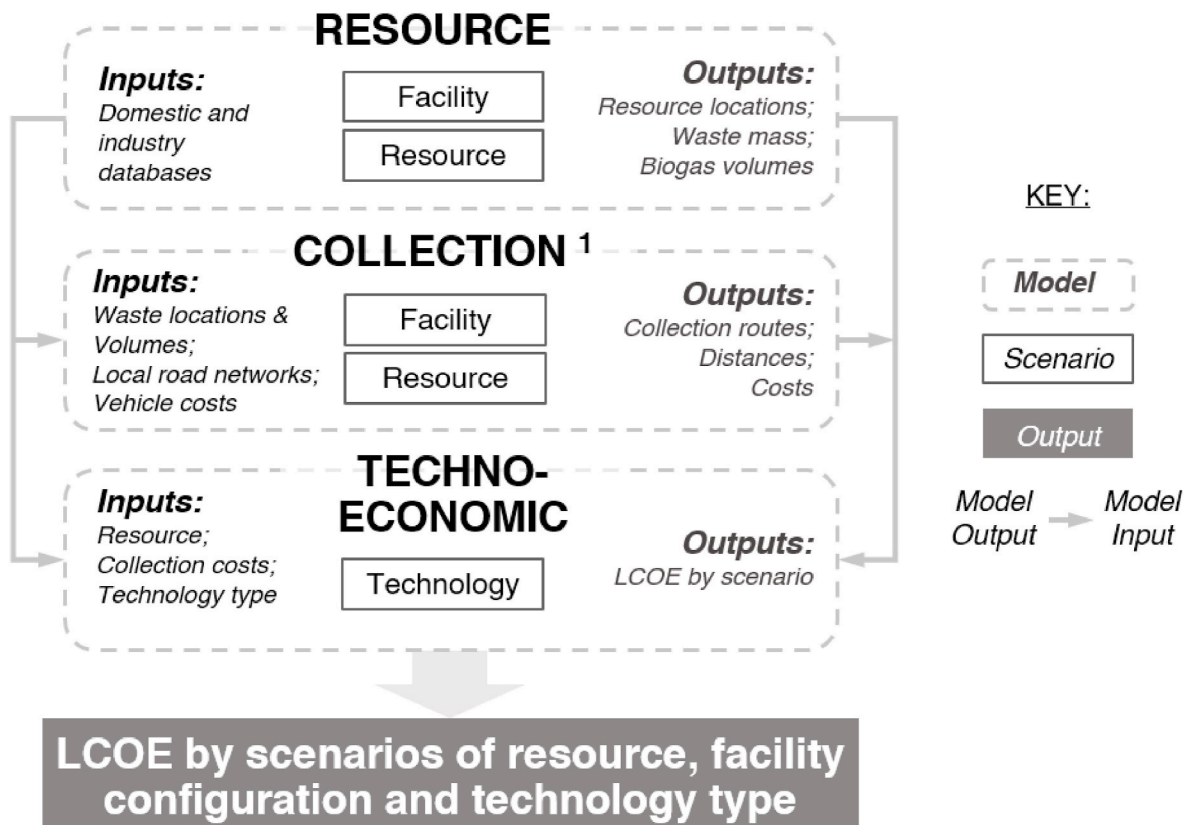 RESOURCE
Inputs:
Domestic and
industry
databases
Facility
Resource
Outputs:
Resource locations;
Waste mass;
Biogas volumes
COLLECTION 1
Inputs:
Waste locations &
Volumes;
Local road networks;
Vehicle costs
Facility
Resource
Outputs:
Collection routes;
Distances;
Costs
TECHNO-
ECONOMIC
Inputs:
Resource;
Collection costs;
Technology type
Technology
Outputs:
LCOE by scenario
LCOE by scenarios of resource, facility
configuration and technology type
KEY:
Model
Scenario
Output
Model
Output
Model
Input